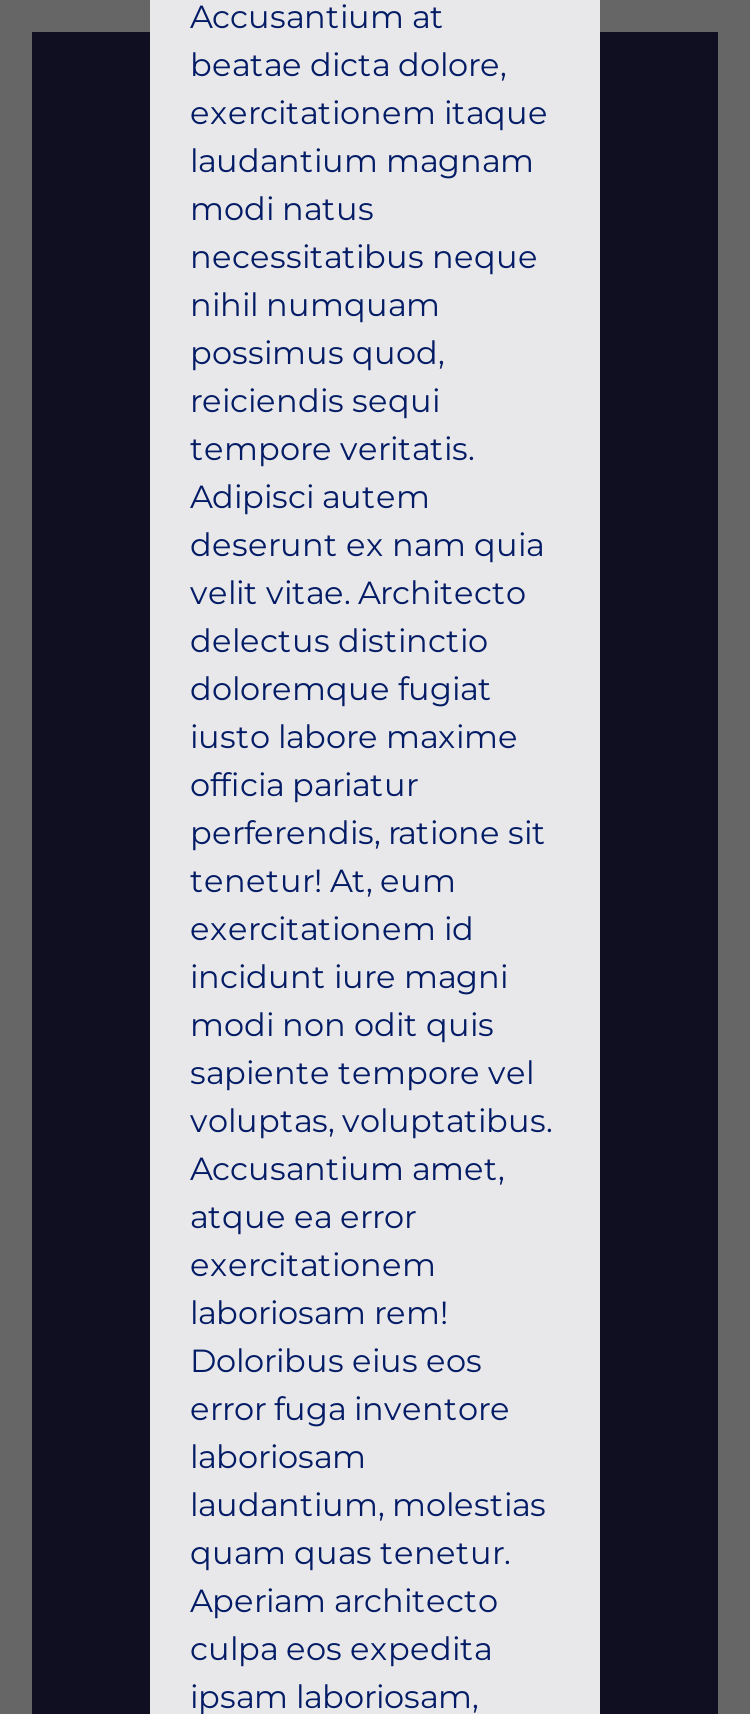 Accusantium at
beatae dicta dolore,
exercitationem itaque
laudantium magnam
modi natus
necessitatibus neque
nihil numquam
possimus quod,
reiciendis sequi
tempore veritatis.
Adipisci autem
deserunt ex nam quia
velit vitae. Architecto
delectus distinctio
doloremque fugiat
iusto labore maxime
officia pariatur
perferendis, ratione sit
tenetur! At, eum
exercitationem id
incidunt iure magni
modi non odit quis
sapiente tempore vel
voluptas, voluptatibus.
Accusantium amet,
atque ea error
exercitationem
laboriosam rem!
Doloribus eius eos
error fuga inventore
laboriosam
laudantium, molestias
quam quas tenetur.
Aperiam architecto
culpa eos expedita
ipsam laboriosam,